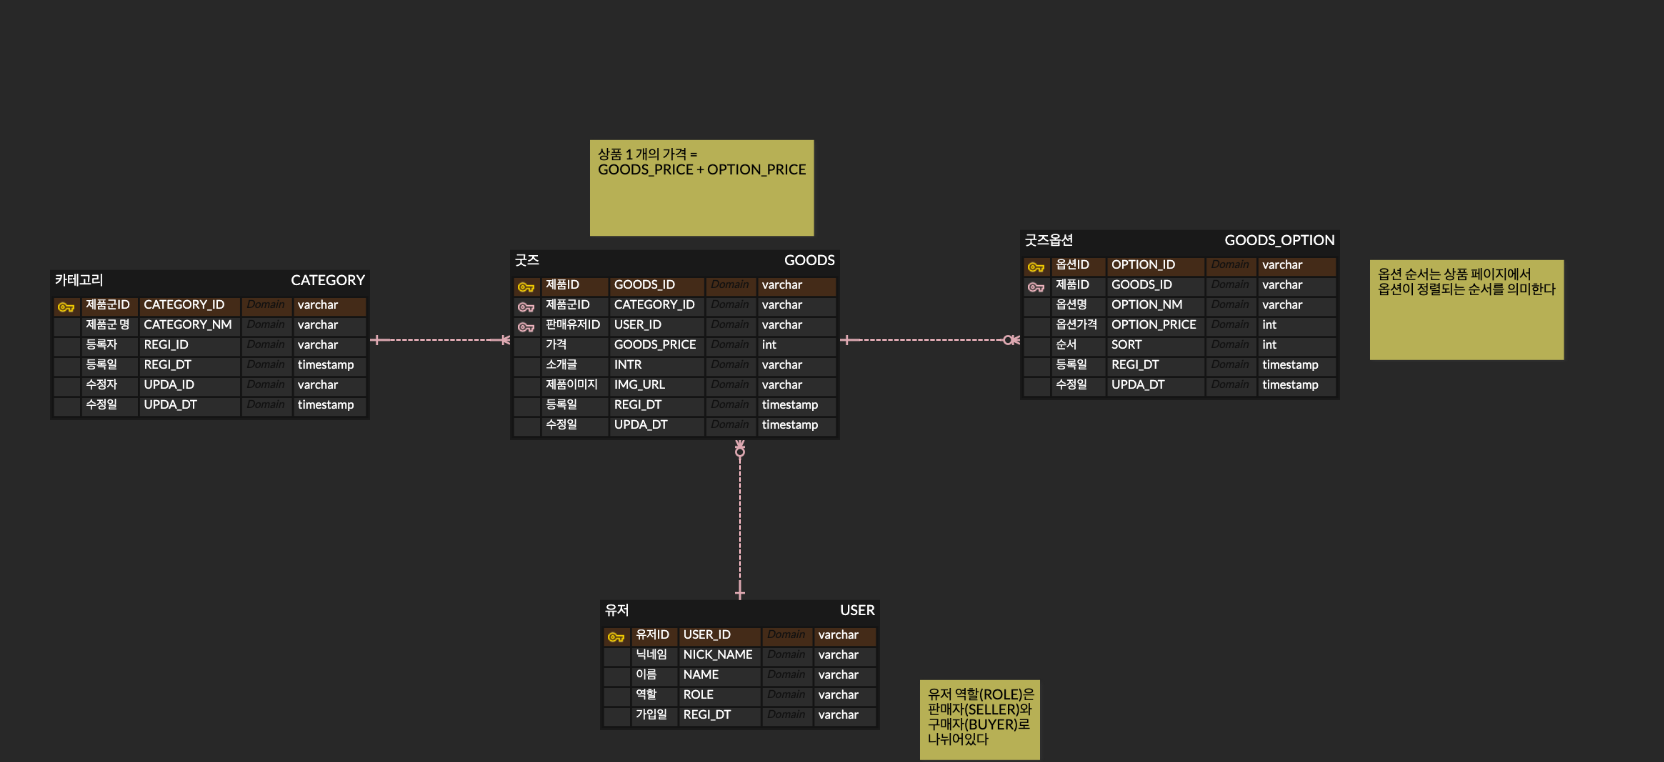 상품 1 개의 가격 =
GOODS_PRICE + OPTION_PRICE
카테고리 CATEGORY
제품군ID CATEGORY_ID Domain varchar
제품군 명 CATEGORY_NM Domain varchar
등록자 REGI_ID Domain varchar
등록일 REGI_DT Domain timestamp
수정자 UPDA_ID Domain varchar
수정일 UPDA_DT Domain timestamp
굿즈 GOODS
제품ID GOODS_ID Domain varchar
제품군ID CATEGORY_ID Domain varchar
판매유저ID USER_ID Domain varchar
가격 GOODS_PRICE Domain int
소개글 INTR Domain varchar
제품이미지 IMG_URL Domain varchar
등록일 REGI_DT Domain timestamp
수정일 UPDA_DT Domain timestamp
굿즈옵션 GOODS_OPTION
옵션ID OPTION_ID Domain varchar
제품ID GOODS_ID Domain varchar
옵션명 OPTION_NM Domain varchar
옵션가격 OPTION_PRICE Domain int
순서 SORT Domain int
등록일 REGI_DT Domain timestamp
수정일 UPDA_DT Domain timestamp
옵션 순서는 상품 페이지에서
옵션이 정렬되는 순서를 의미한다
유저 USER
유저ID USER_ID Domain varchar
닉네임 NICK_NAME Domain varchar
이름 NAME Domain varchar
역할 ROLE Domain varchar
가입일 REGI_DT Domain varchar
유저 역할(ROLE)은
판매자(SELLER)와
구매자(BUYER)로
나뉘어있다